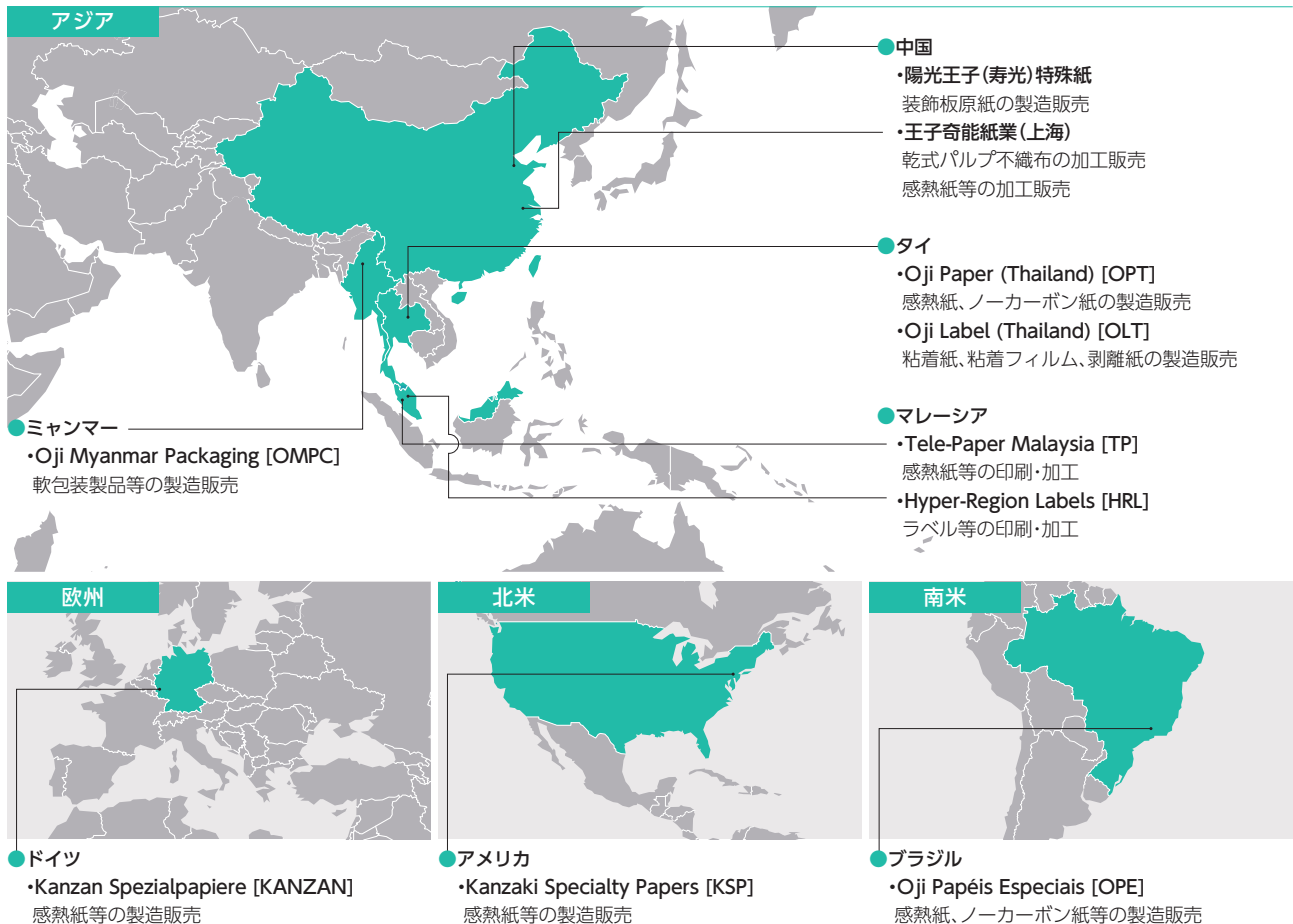 アジア
●中国
・陽光王子(寿光)特殊紙
装飾板原紙の製造販売
・王子奇能紙業(上海)
乾式パルプ不織布の加工販売
感熱紙等の加工販売
●タイ
・Oji Paper (Thailand) [OPT]
感熱紙、ノーカーボン紙の製造販売
・Oji Label (Thailand) [OLT]
粘着紙、粘着フィルム、剥離紙の製造販売
●マレーシア
・Tele-Paper Malaysia [TP]
感熱紙等の印刷・加工
・Hyper-Region Labels [HRL]
ラベル等の印刷・加工
●ミャンマー
・Oji Myanmar Packaging [OMPC]
軟包装製品等の製造販売
欧州
●ドイツ
・Kanzan Spezialpapiere [KANZAN]
感熱紙等の製造販売
北米
●アメリカ
・Kanzaki Specialty Papers [KSP]
感熱紙等の製造販売
南米
●ブラジル
・Oji Papéis Especiais [OPE]
感熱紙、ノーカーボン紙等の製造販売